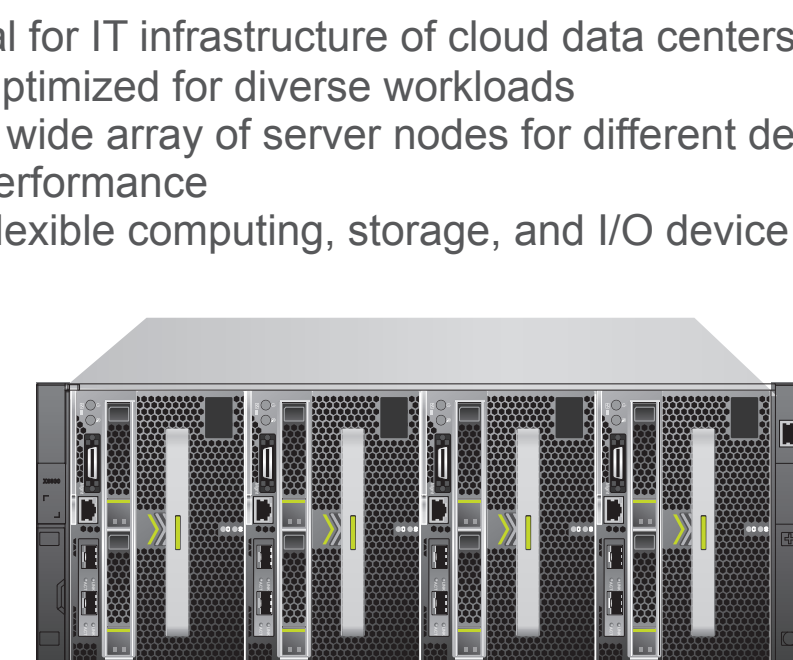 al for IT infrastructure of cloud data centers
ptimized for diverse workloads
wide array of server nodes for different de
erformance
lexible computing, storage, and I/O device